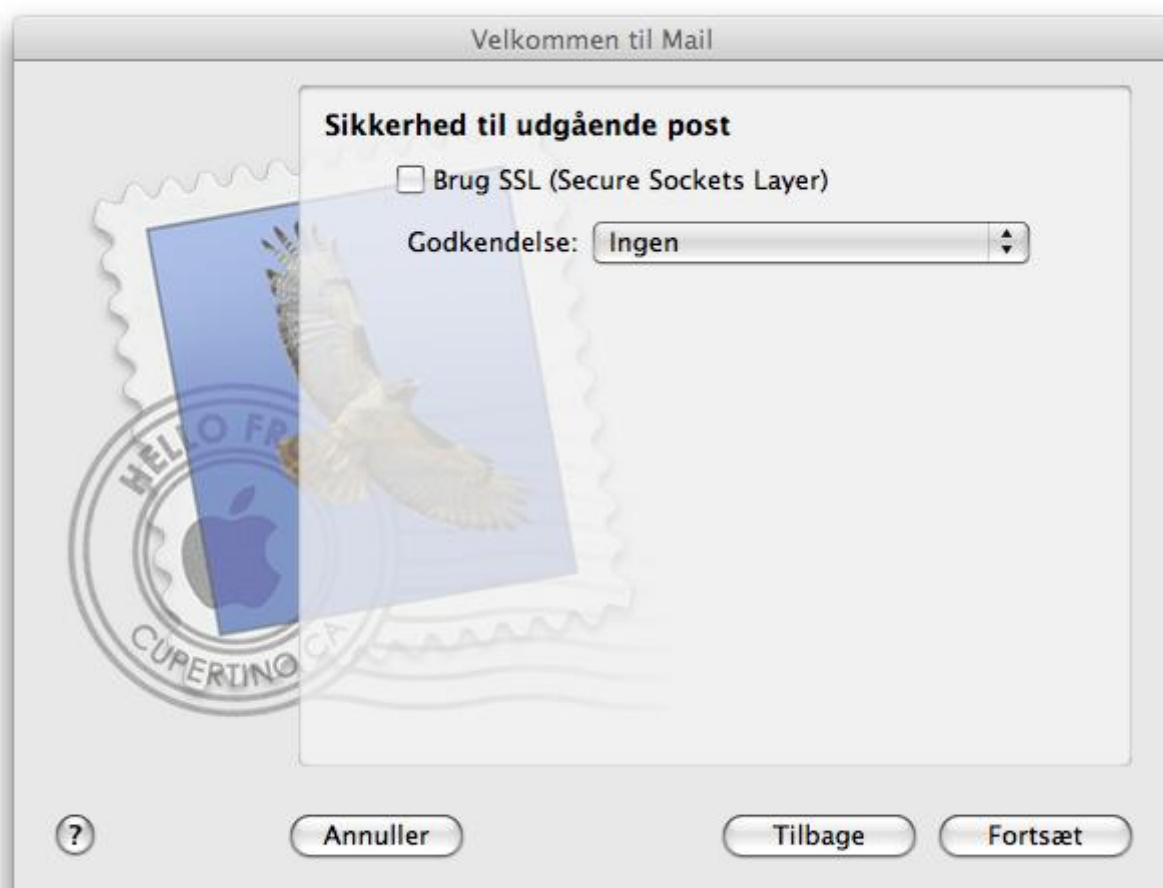 Velkommen til Mail
Sikkerhed til udgående post
Brug SSL (Secure Sockets Layer)
Godkendelse: Ingen
HELLO FR
CUPERTINO CA
?
Annuller
Tilbage
Fortsæt